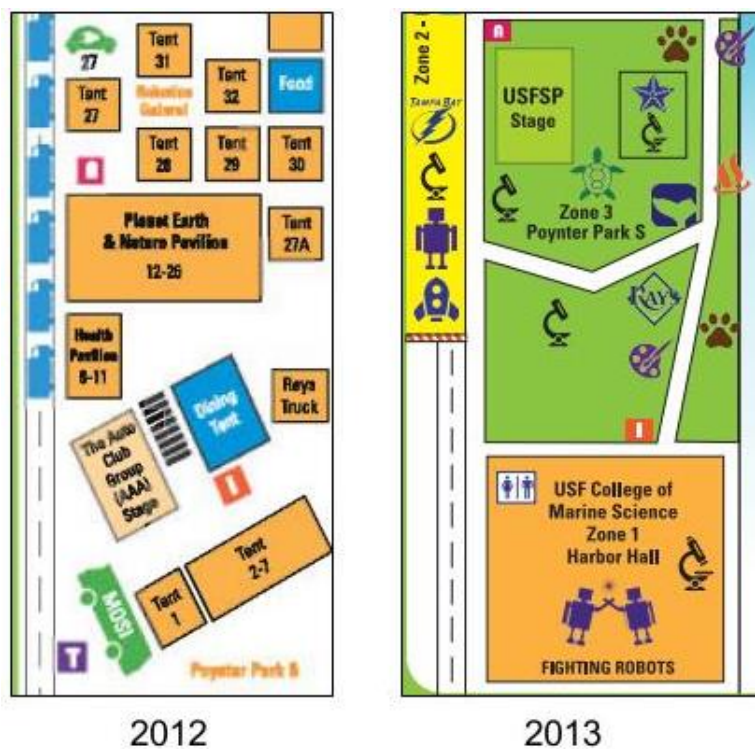 27
Tent
31
Tent
27
Tent
32
Food
Tent
28
Tent
29
Tent
30
Planet Earth
& Nature Pavilion
12-26
Tent
27A
Health
Pavilion
8-11
Dining
Tent
Rays
Truck
The Auto
Club
Group
(AAA)
Stage
I
Tent
2-7
Tent
1
MOSI
T
Poynter Park S
2012
Zone 2 -
TAMPA BAY
A
USFSP
Stage
Zone 3
Poynter Park S
RAYS
I
USF College of
Marine Science
Zone 1
Harbor Hall
FIGHTING ROBOTS
2013